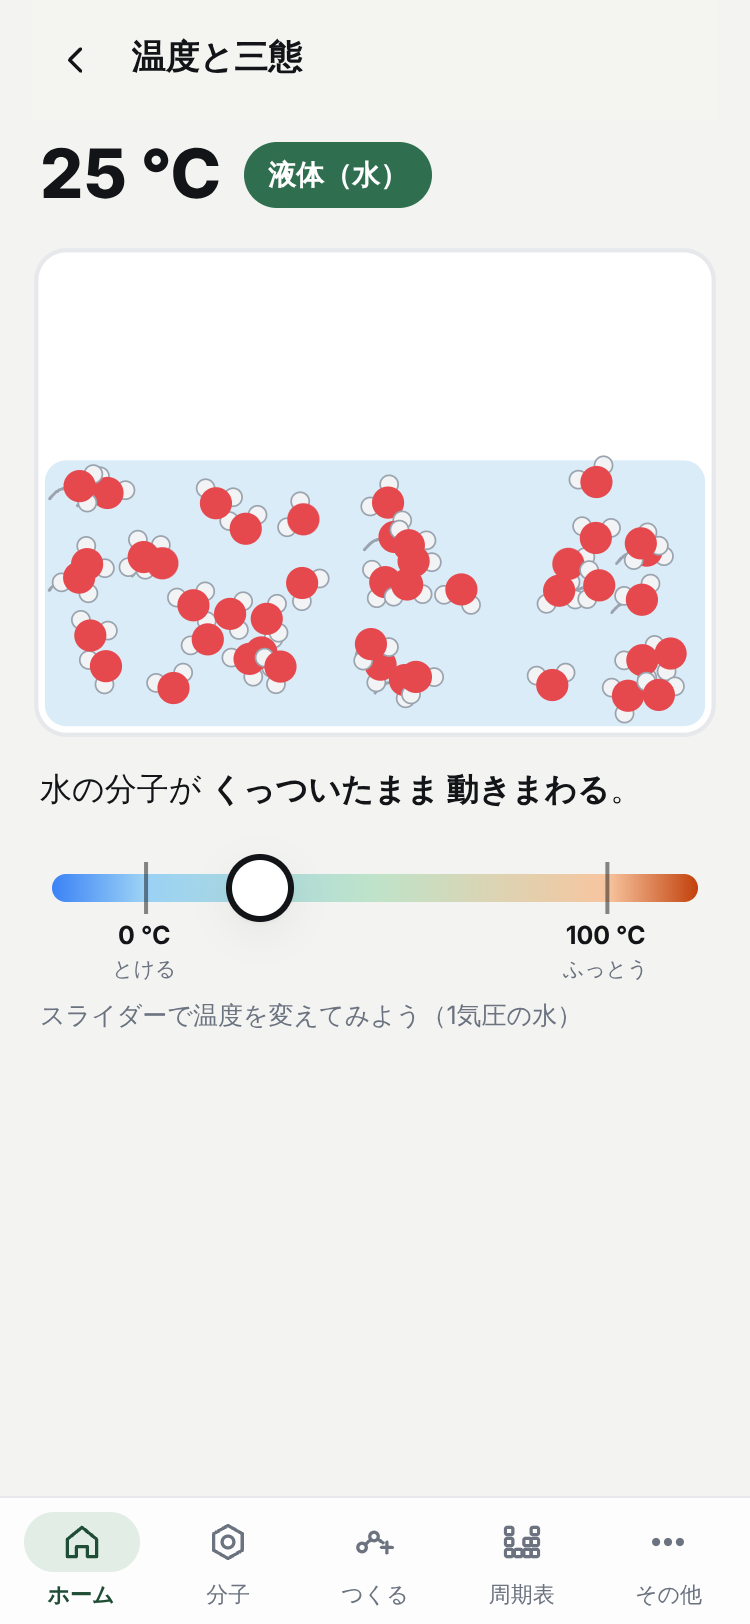 温度と三態
25 °C
液体（水）
水の分子が くっついたまま 動きまわる。
0 °C
100 °C
とける
ふっとう
スライダーで温度を変えてみよう（1気圧の水）
ホーム
分子
つくる
周期表
その他